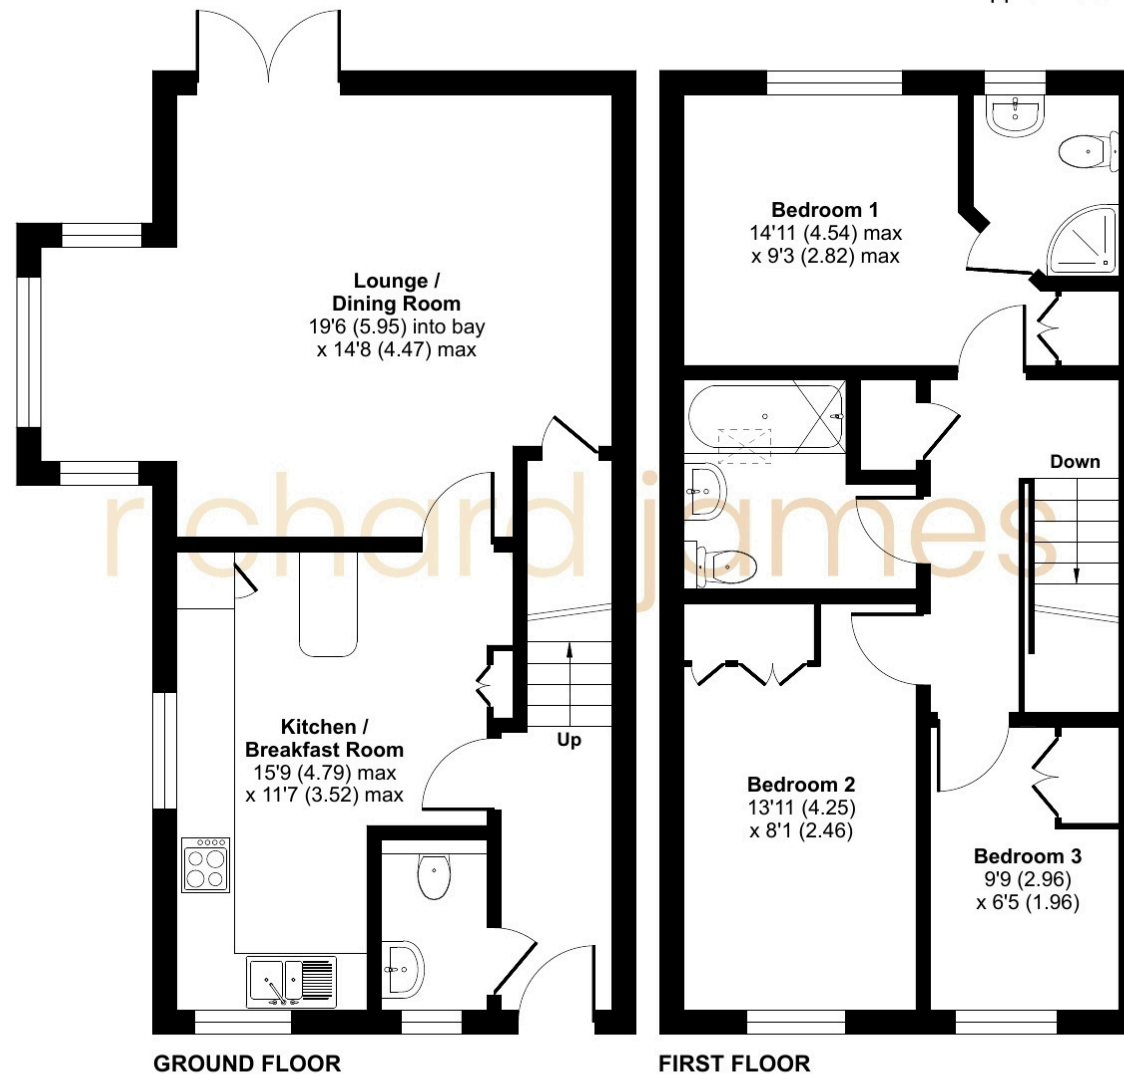 Lounge /
Dining Room
19'6 (5.95) into bay
x 14'8 (4.47) max
Kitchen /
Breakfast Room
15'9 (4.79) max
x 11'7 (3.52) max
Up
GROUND FLOOR
Bedroom 1
14'11 (4.54) max
x 9'3 (2.82) max
Down
Bedroom 2
13'11 (4.25)
x 8'1 (2.46)
Bedroom 3
9'9 (2.96)
x 6'5 (1.96)
FIRST FLOOR
richard james